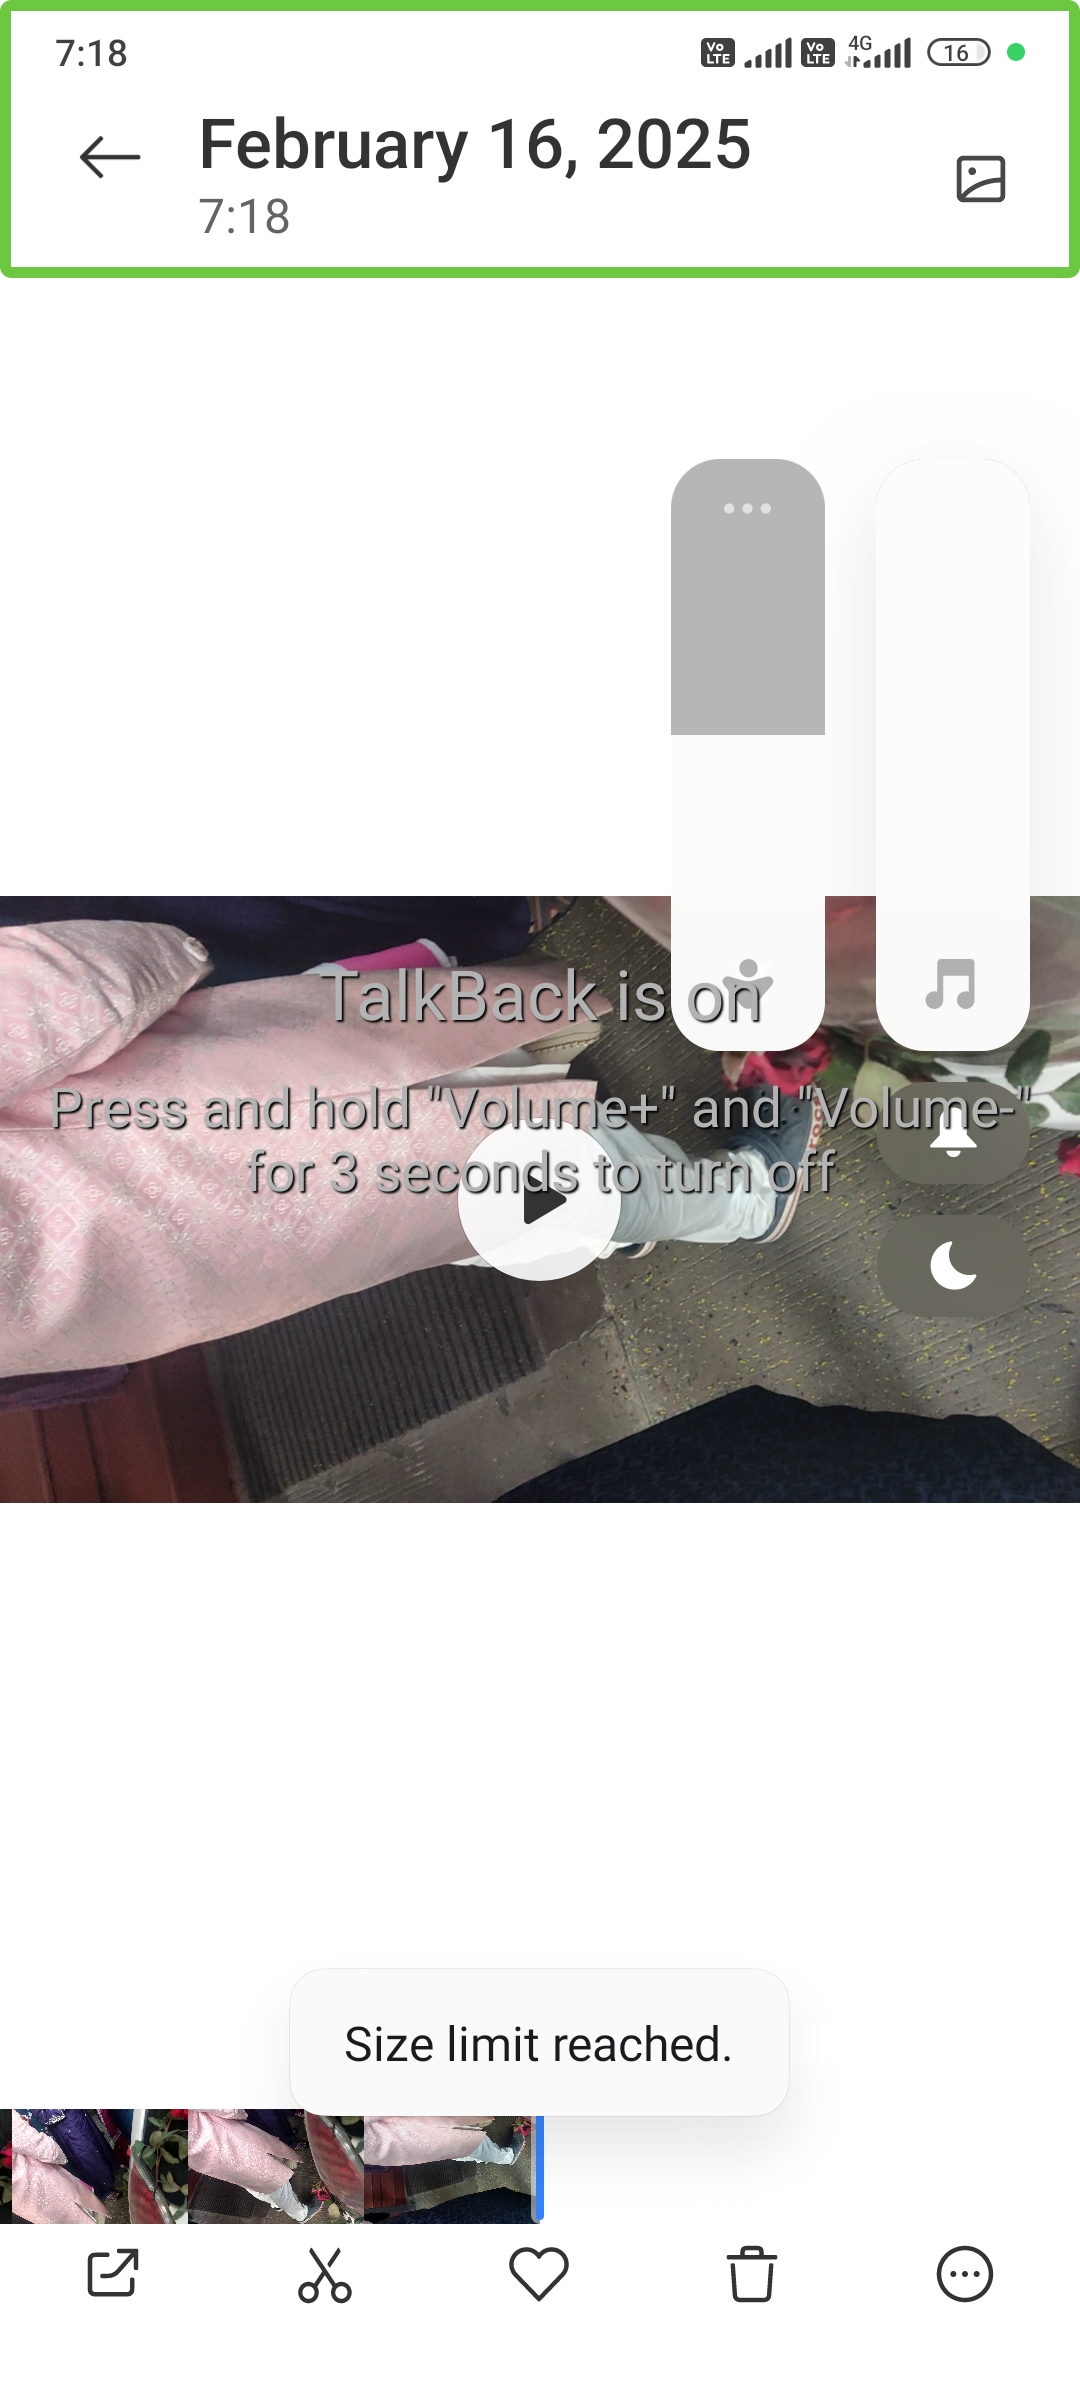 7:18
Vo LTE Vo LTE 4G 16
February 16, 2025
7:18
TalkBack is on
Press and hold "Volume+" and "Volume-"
for 3 seconds to turn off
Size limit reached.